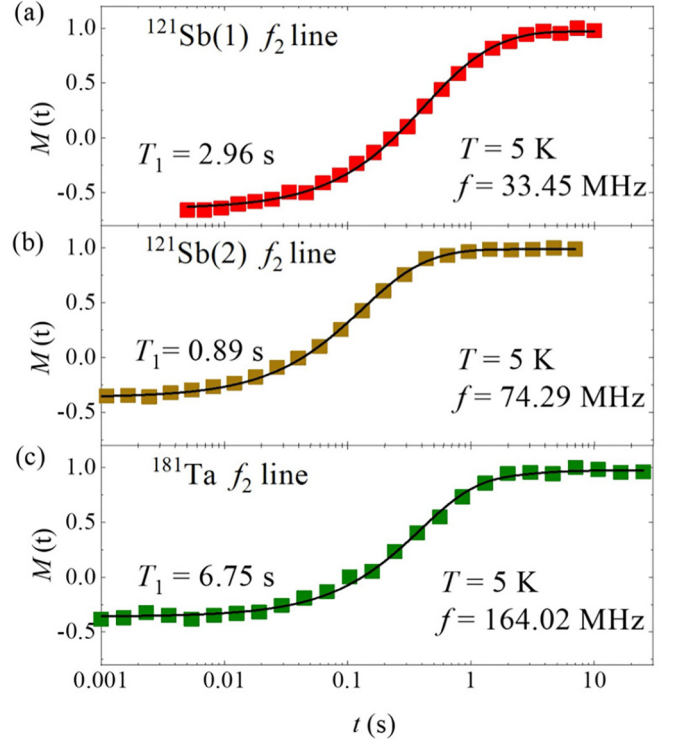 (a)
¹²¹Sb(1) f₂ line
1.0
0.5
0.0
-0.5
M(t)
T₁ = 2.96 s
T = 5 K
f = 33.45 MHz
(b)
¹²¹Sb(2) f₂ line
1.0
0.5
0.0
-0.5
M(t)
T₁= 0.89 s
T = 5 K
f = 74.29 MHz
(c)
¹⁸¹Ta f₂ line
1.0
0.5
0.0
-0.5
M(t)
T₁ = 6.75 s
T = 5 K
f = 164.02 MHz
0.001 0.01 0.1 1 10
t (s)